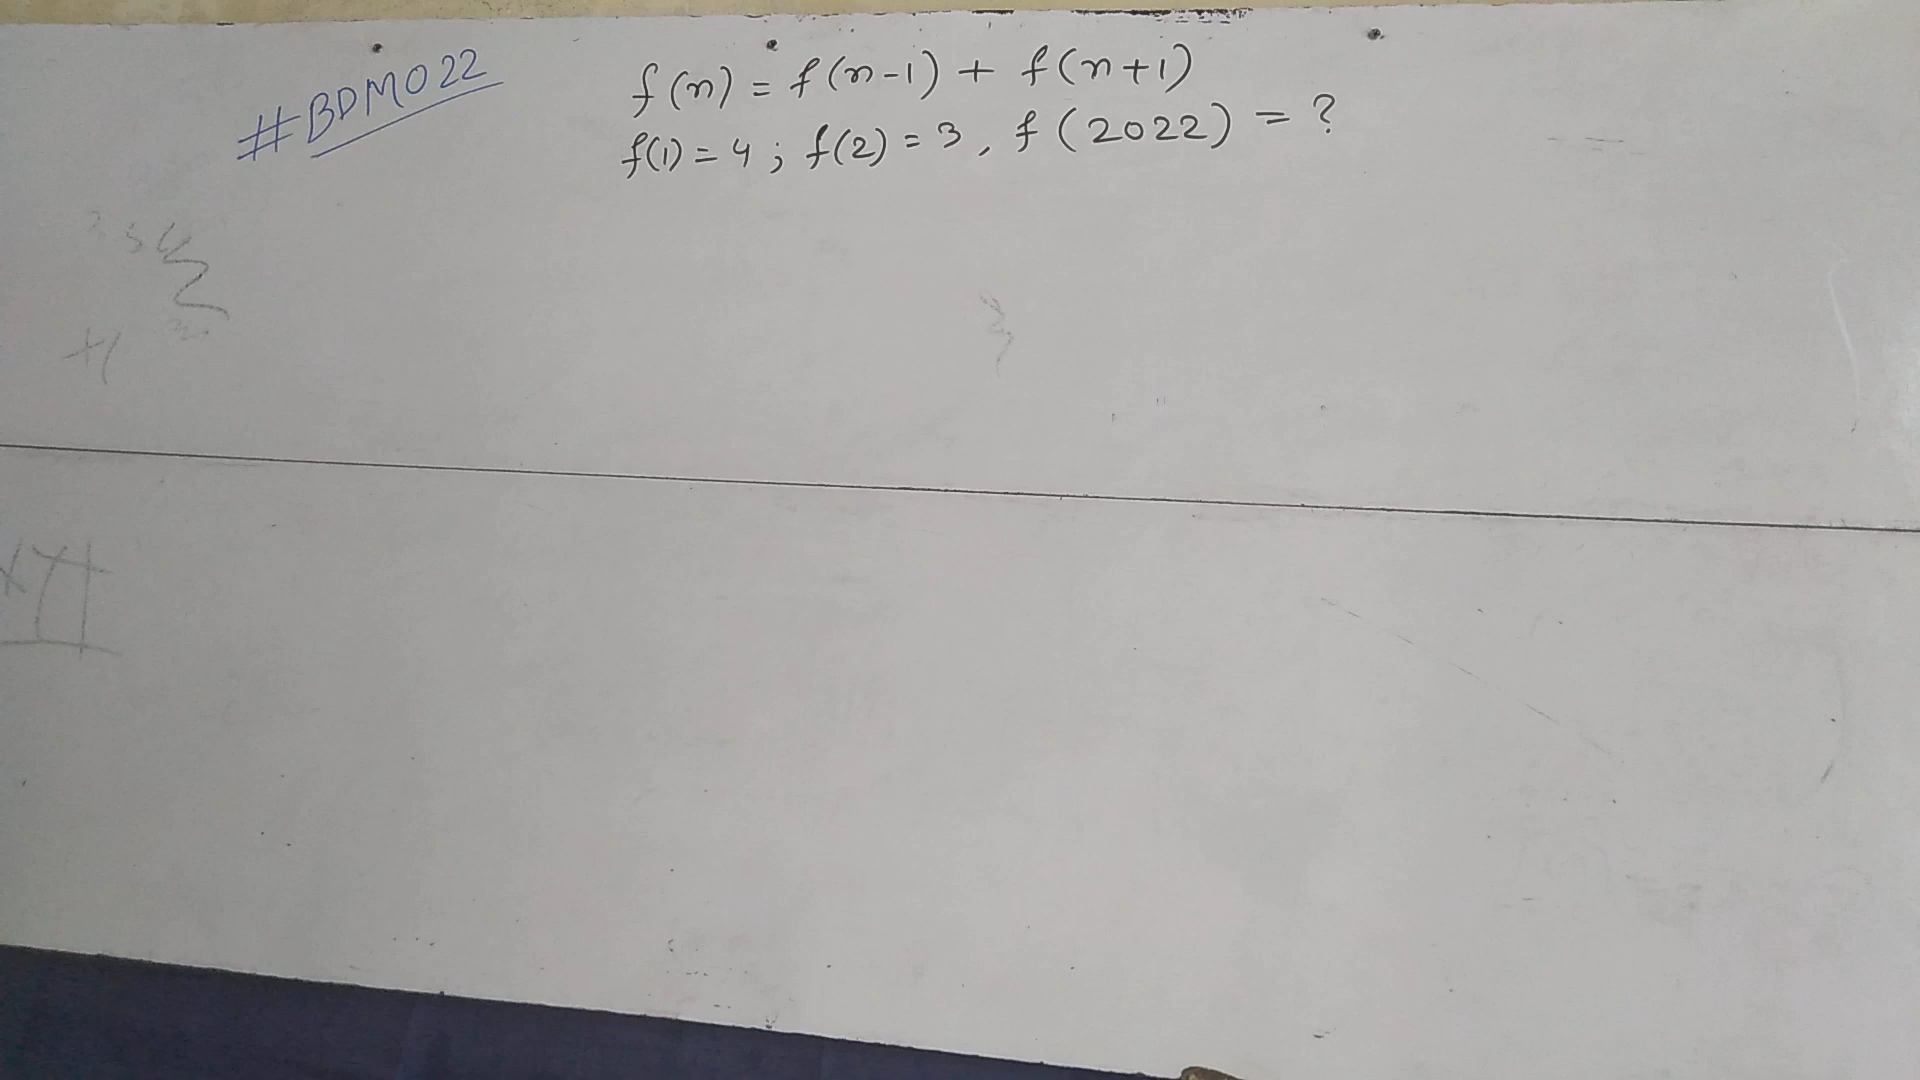 #BDMO22
f(n) = f(n-1) + f(n+1)
f(1) = 4 ; f(2) = 3 , f(2022) = ?